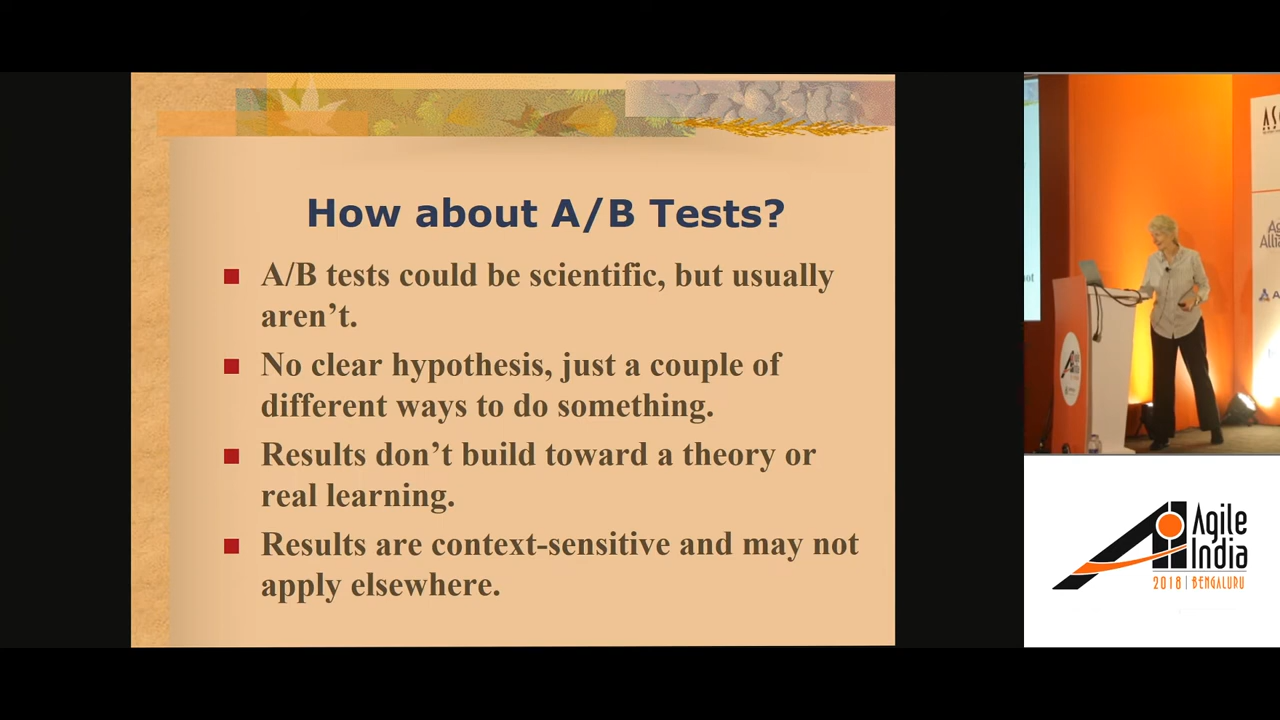 How about A/B Tests?
A/B tests could be scientific, but usually
aren’t.
No clear hypothesis, just a couple of
different ways to do something.
Results don’t build toward a theory or
real learning.
Results are context-sensitive and may not
apply elsewhere.
not
Agile
India
2018 | BENGALURU